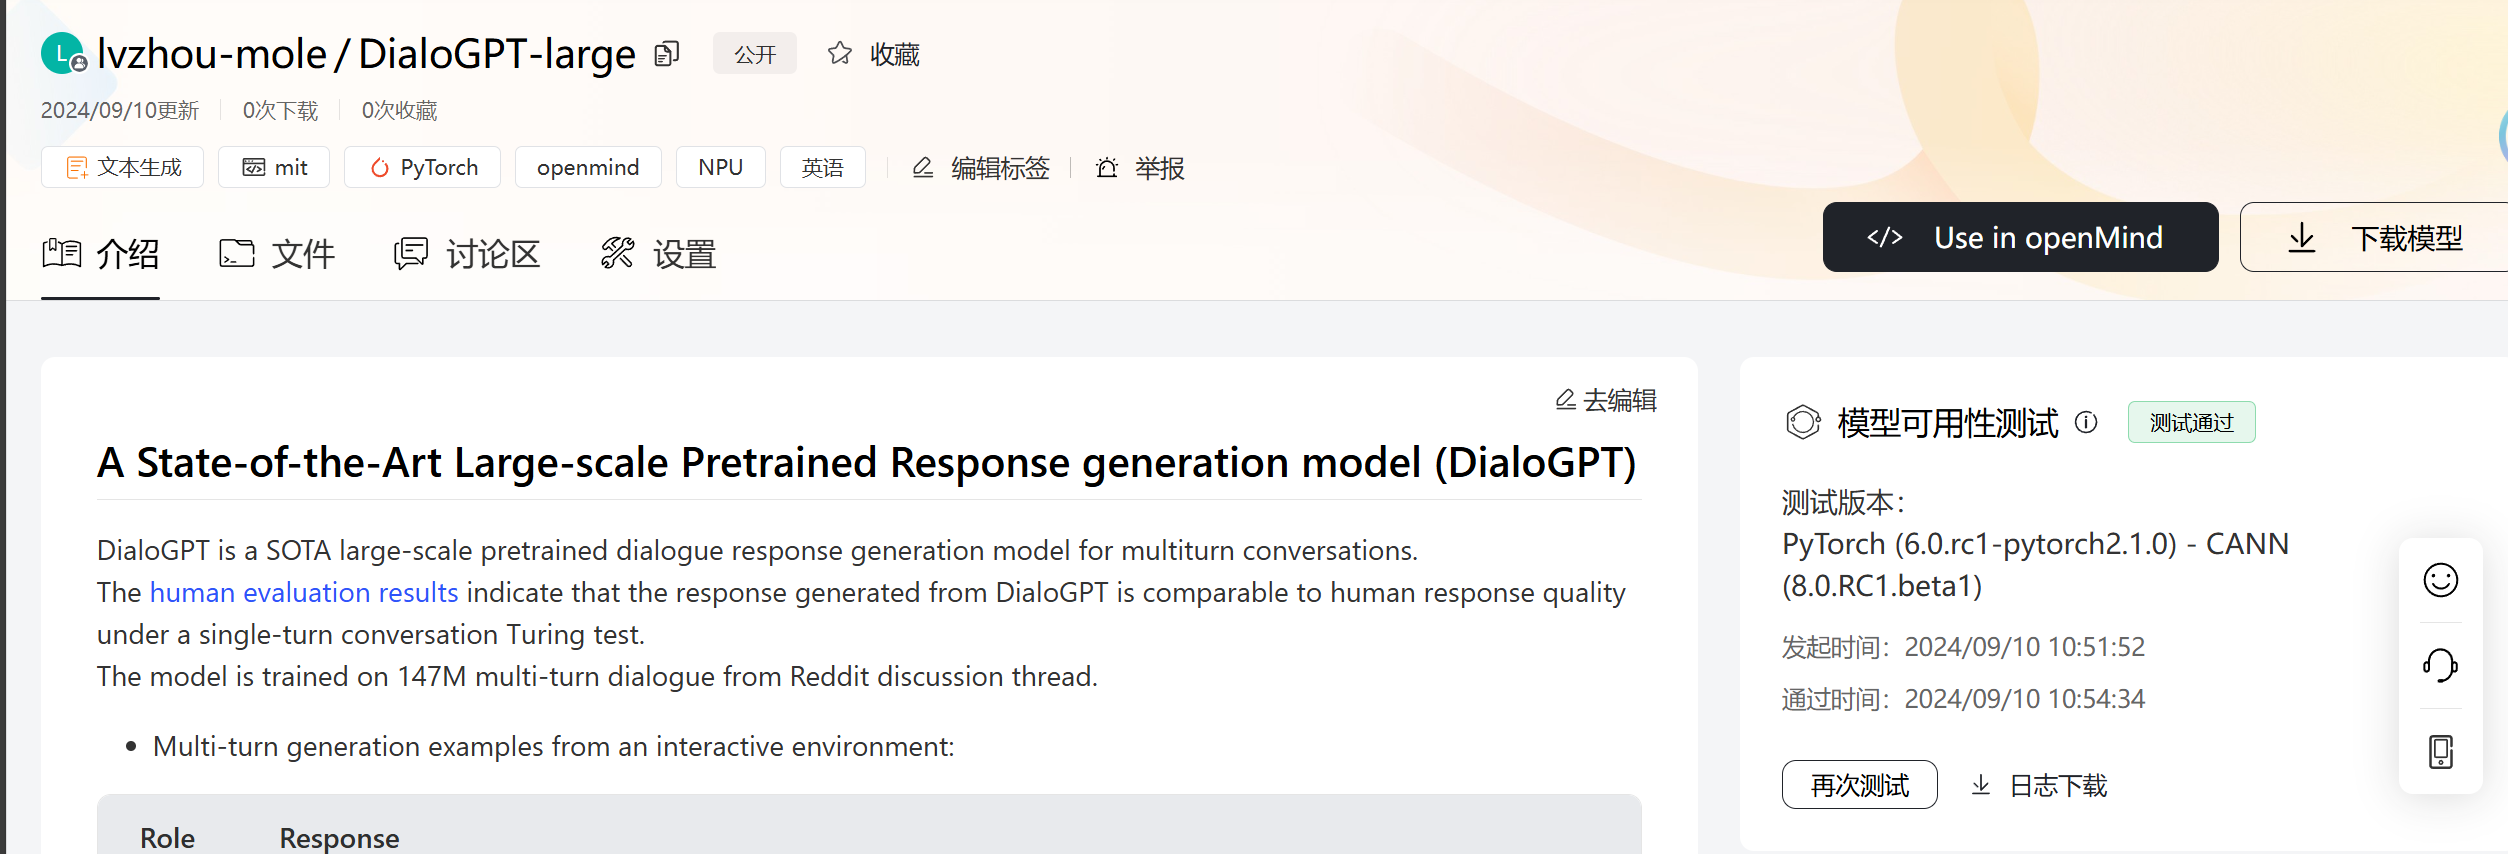 L lvzhou-mole / DialoGPT-large 公开 收藏
2024/09/10更新 0次下载 0次收藏
文本生成 mit PyTorch openmind NPU 英语 编辑标签 举报
介绍 文件 讨论区 设置
Use in openMind 下载模型
去编辑
A State-of-the-Art Large-scale Pretrained Response generation model (DialoGPT)
DialoGPT is a SOTA large-scale pretrained dialogue response generation model for multiturn conversations.
The human evaluation results indicate that the response generated from DialoGPT is comparable to human response quality
under a single-turn conversation Turing test.
The model is trained on 147M multi-turn dialogue from Reddit discussion thread.
• Multi-turn generation examples from an interactive environment:
Role Response
模型可用性测试 测试通过
测试版本：
PyTorch (6.0.rc1-pytorch2.1.0) - CANN
(8.0.RC1.beta1)
发起时间：2024/09/10 10:51:52
通过时间：2024/09/10 10:54:34
再次测试 日志下载